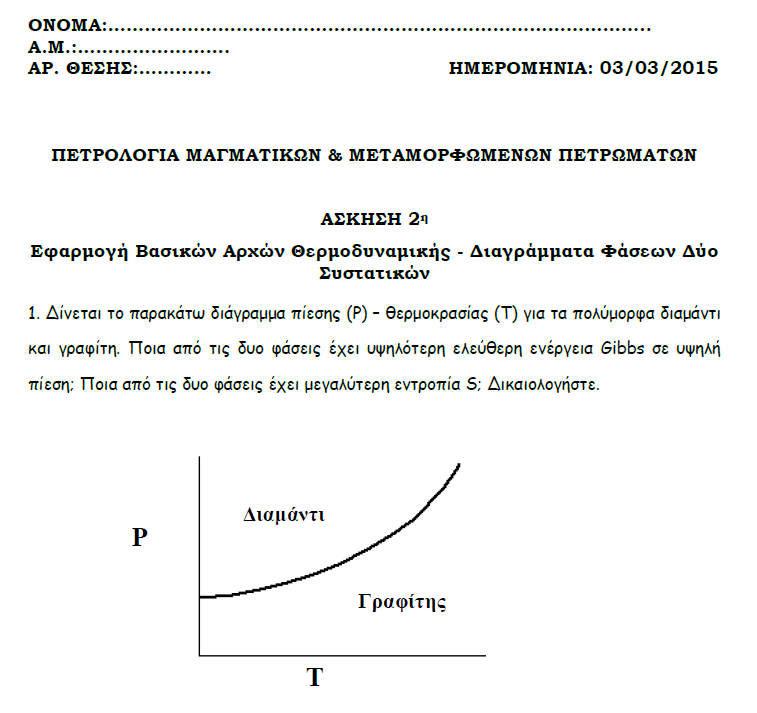 ΟΝΟΜΑ:……………………………………………………………………………
Α.Μ.:…………………….
ΑΡ. ΘΕΣΗΣ:………… ΗΜΕΡΟΜΗΝΙΑ: 03/03/2015
ΠΕΤΡΟΛΟΓΙΑ ΜΑΓΜΑΤΙΚΩΝ & ΜΕΤΑΜΟΡΦΩΜΕΝΩΝ ΠΕΤΡΩΜΑΤΩΝ
ΑΣΚΗΣΗ 2η
Εφαρμογή Βασικών Αρχών Θερμοδυναμικής - Διαγράμματα Φάσεων Δύο
Συστατικών
1. Δίνεται το παρακάτω διάγραμμα πίεσης (P) – θερμοκρασίας (T) για τα πολύμορφα διαμάντι
και γραφίτη. Ποια από τις δυο φάσεις έχει υψηλότερη ελεύθερη ενέργεια Gibbs σε υψηλή
πίεση; Ποια από τις δυο φάσεις έχει μεγαλύτερη εντροπία S; Δικαιολογήστε.
Διαμάντι
P
Γραφίτης
T